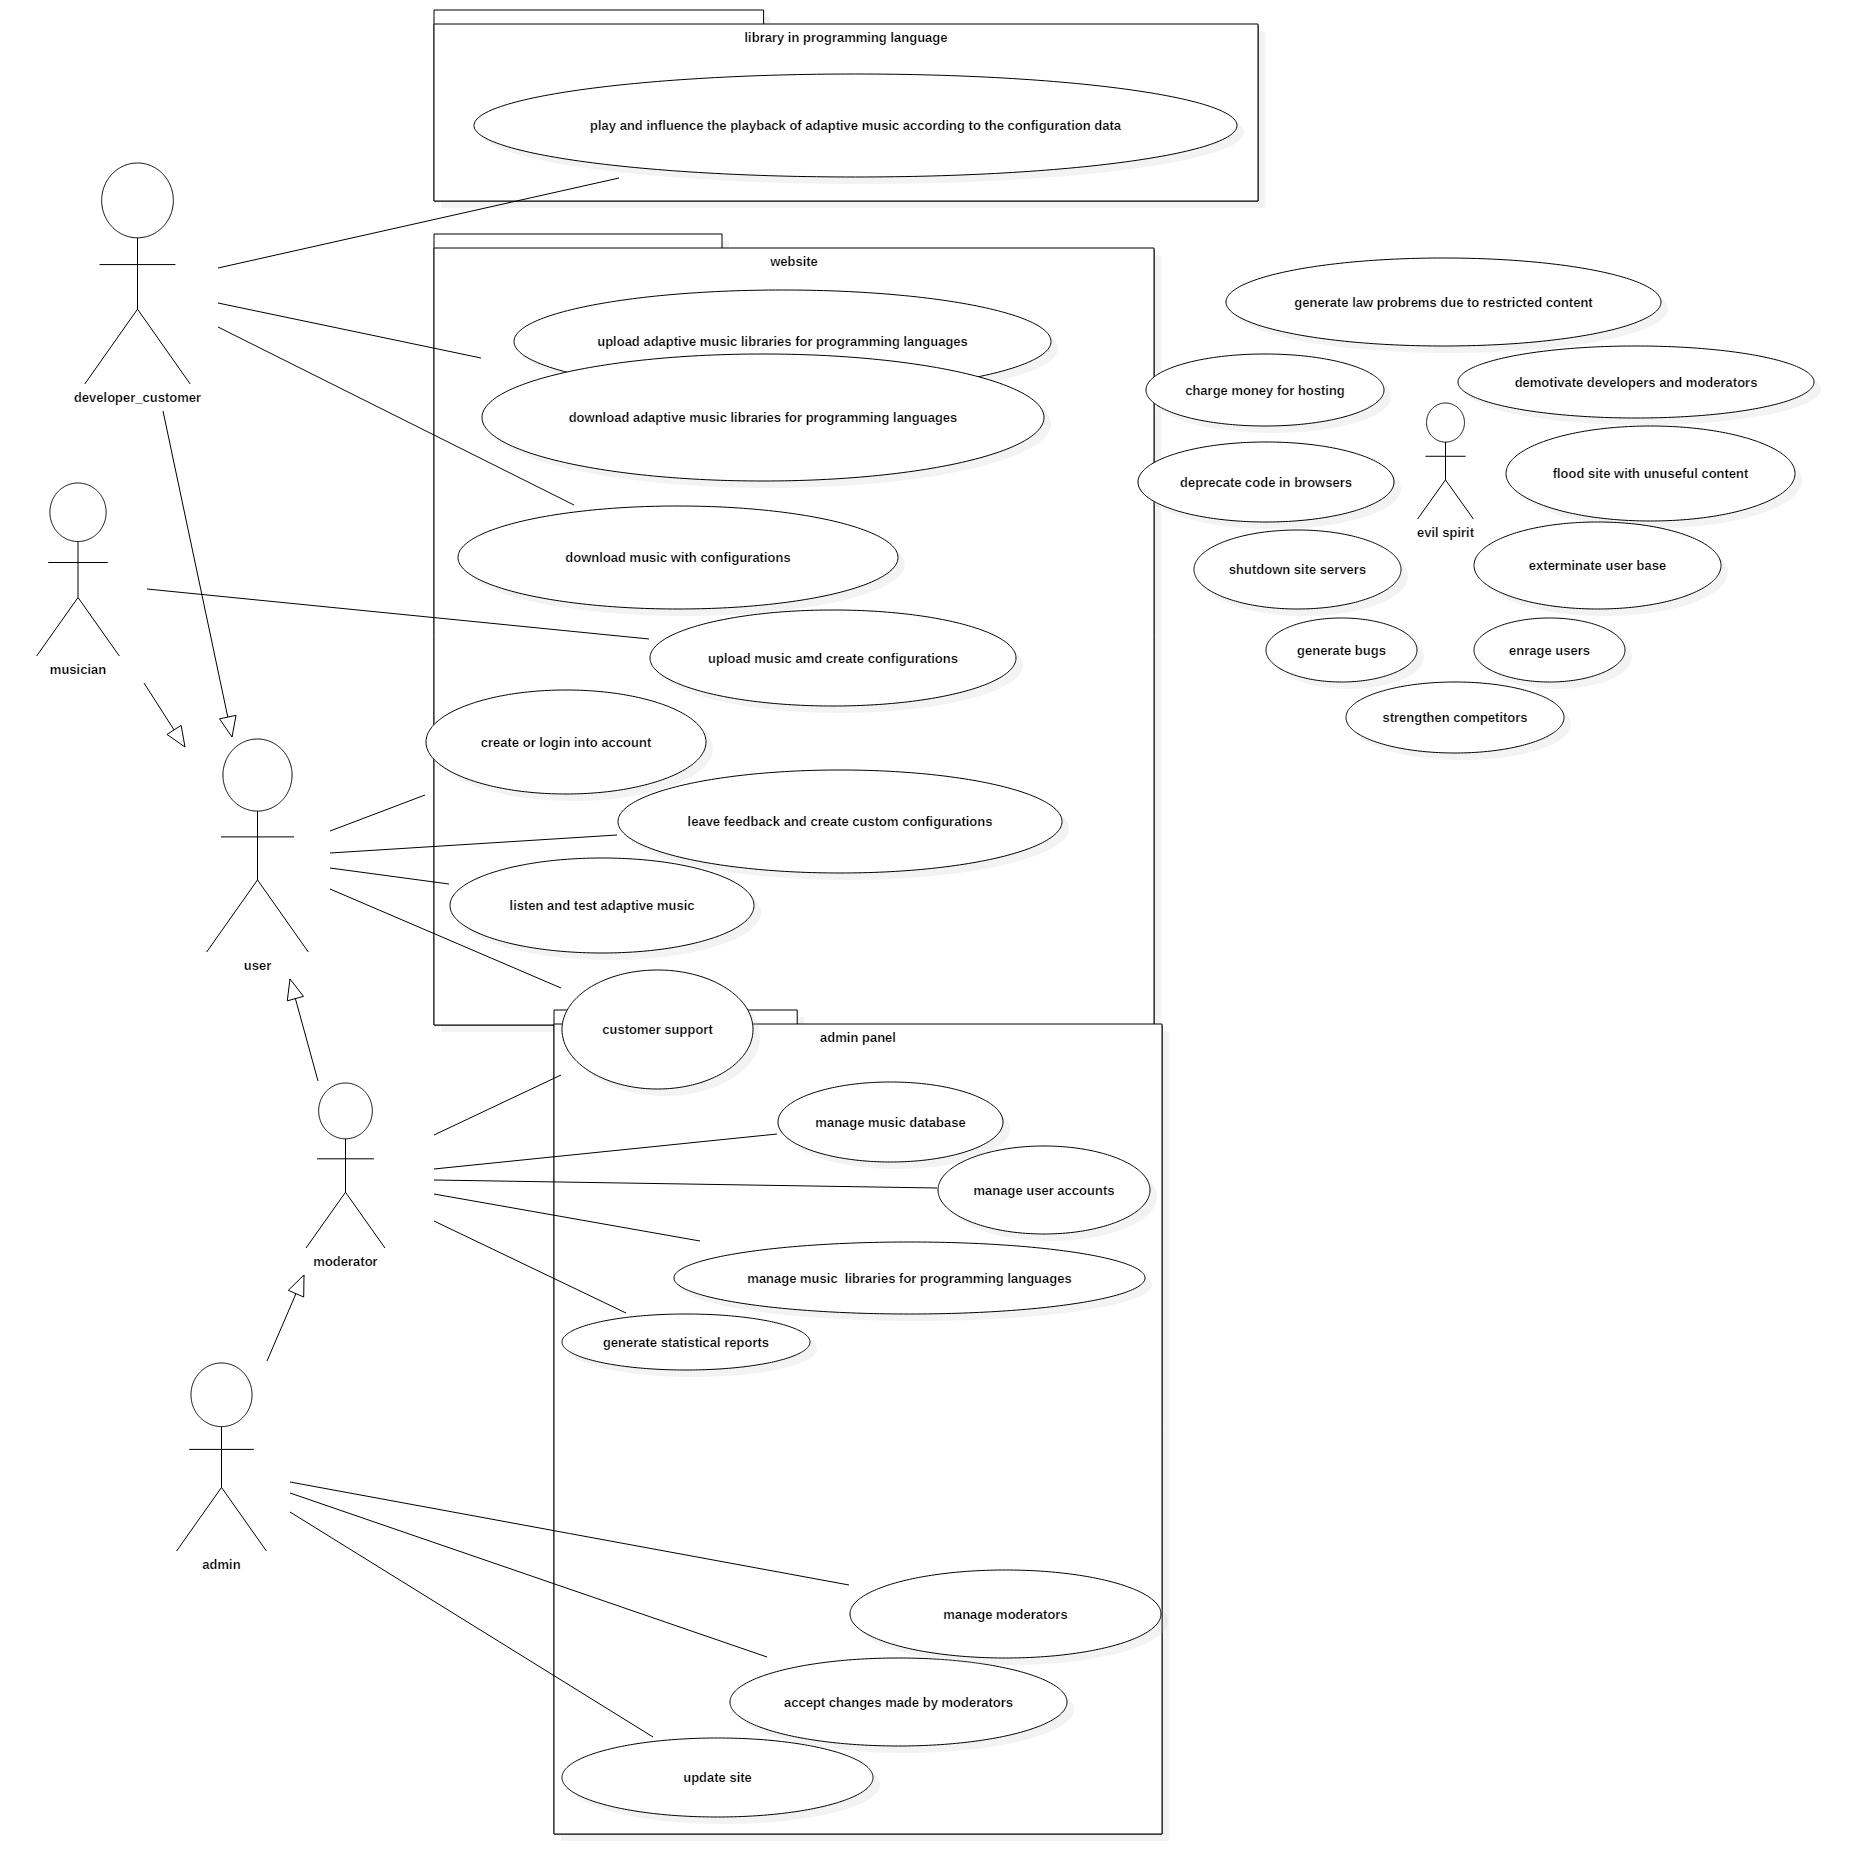 library in programming language
play and influence the playback of adaptive music according to the configuration data
developer_customer
website
upload adaptive music libraries for programming languages
download adaptive music libraries for programming languages
download music with configurations
musician
upload music amd create configurations
create or login into account
leave feedback and create custom configurations
listen and test adaptive music
user
customer support
admin panel
manage music database
manage user accounts
moderator
manage music  libraries for programming languages
generate statistical reports
admin
manage moderators
accept changes made by moderators
update site
generate law probrems due to restricted content
charge money for hosting
demotivate developers and moderators
deprecate code in browsers
flood site with unuseful content
evil spirit
shutdown site servers
exterminate user base
generate bugs
enrage users
strengthen competitors